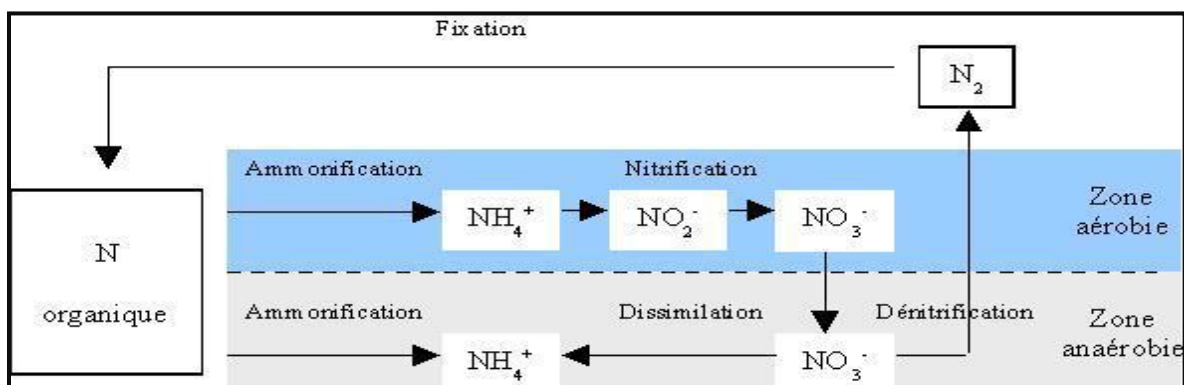 Fixation
N₂
Ammonification
Nitrification
NH₄⁺
NO₂⁻
NO₃⁻
Zone
aérobie
N
organique
Ammonification
Dissimilation
Dénitrification
NH₄⁺
NO₃⁻
Zone
anaérobie